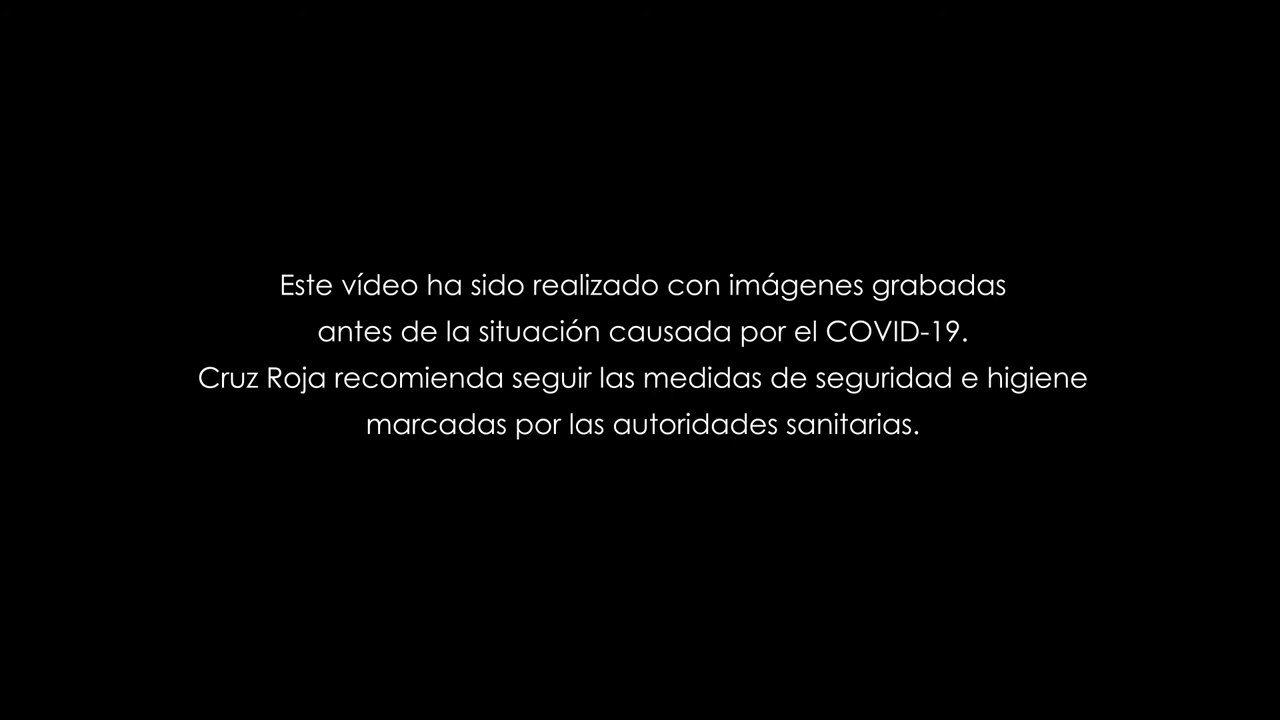 Este vídeo ha sido realizado con imágenes grabadas
antes de la situación causada por el COVID-19.
Cruz Roja recomienda seguir las medidas de seguridad e higiene
marcadas por las autoridades sanitarias.